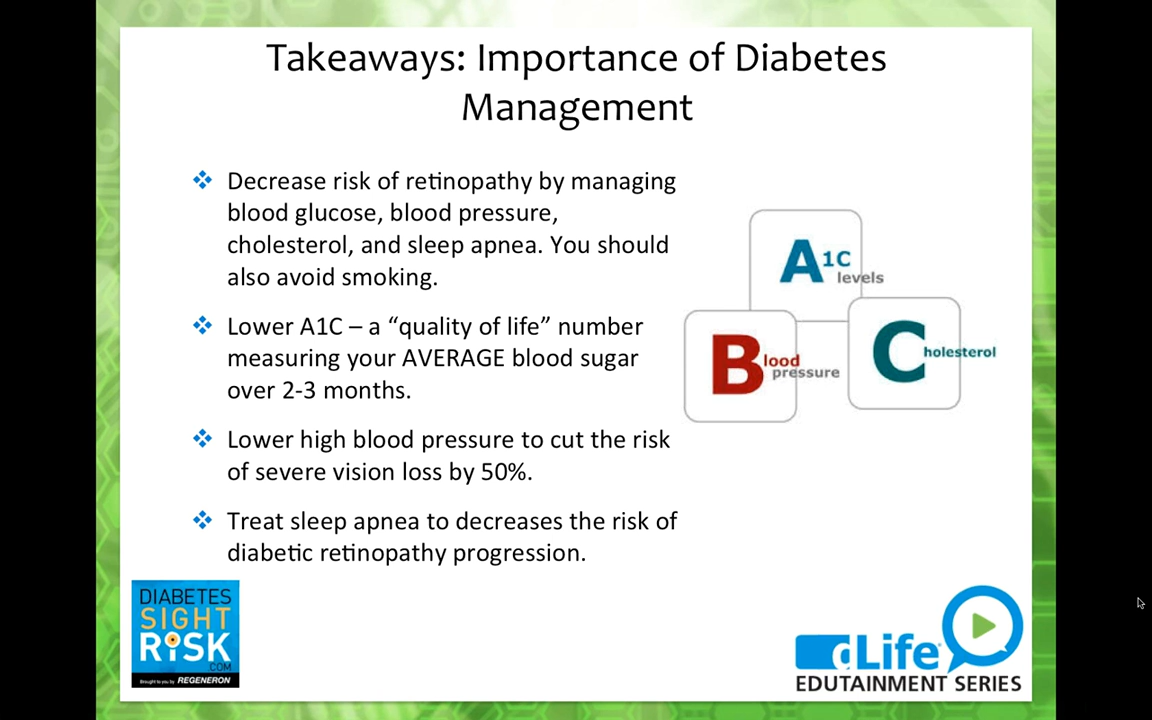 Takeaways: Importance of Diabetes
Management
❖ Decrease risk of retinopathy by managing
blood glucose, blood pressure,
cholesterol, and sleep apnea. You should
also avoid smoking.
❖ Lower A1C – a “quality of life” number
measuring your AVERAGE blood sugar
over 2-3 months.
❖ Lower high blood pressure to cut the risk
of severe vision loss by 50%.
❖ Treat sleep apnea to decreases the risk of
diabetic retinopathy progression.
A1C
levels
Blood
pressure
Cholesterol
DIABETES
SIGHT
RISK
.COM
Brought to you by REGENERON
dLife
EDUTAINMENT SERIES